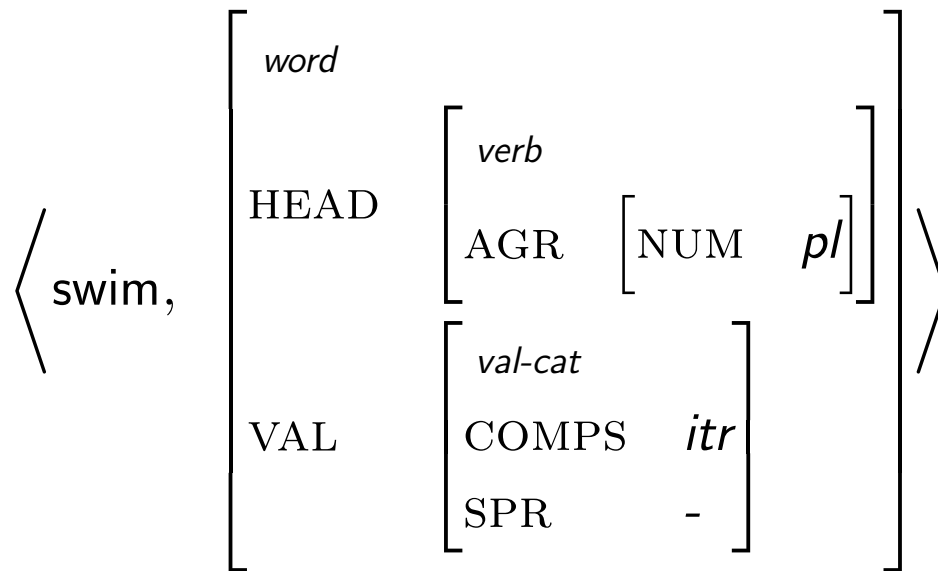 word
verb
HEAD
AGR [NUM pl]
⟨swim,
val-cat
VAL COMPS itr
SPR - ⟩